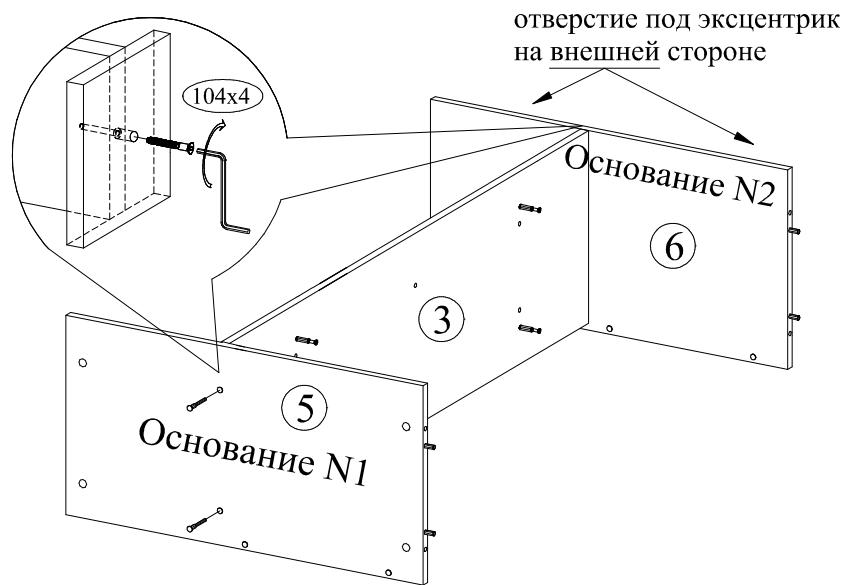 отверстие под эксцентрик
на внешней стороне
104x4
Основание N2
6
3
5
Основание N1